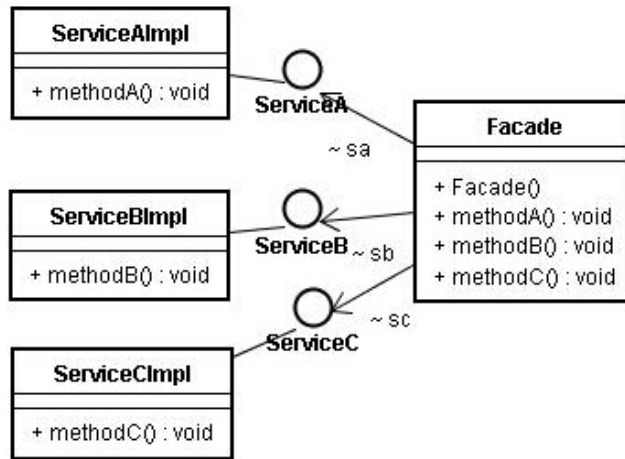 ServiceAImpl
+ methodA() : void
ServiceA
~ sa
Facade
+ Facade()
+ methodA() : void
+ methodB() : void
+ methodC() : void
ServiceBImpl
+ methodB() : void
ServiceB
~ sb
ServiceC
~ sc
ServiceCImpl
+ methodC() : void